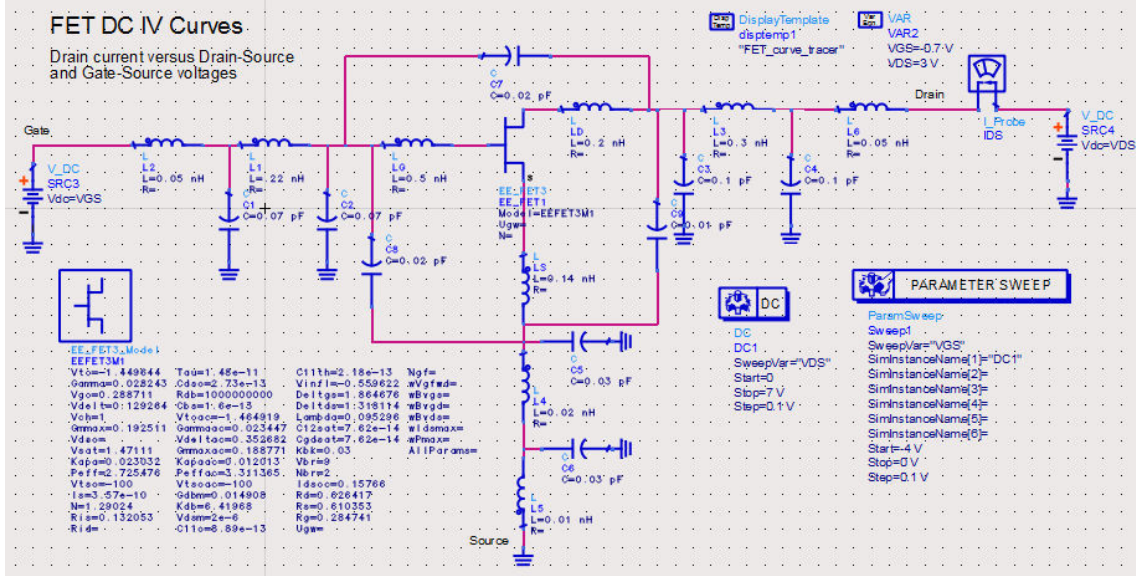 FET DC IV Curves
Drain current versus Drain-Source
and Gate-Source voltages
DisplayTemplate
disptemp1
"FET_curve_tracer"
VAR
VAR2
VGS=-0.7 V
VDS=3 V
C
C7
C=0.02 pF
Gate
Drain
V_DC
SRC3
Vdc=VGS
L
L2
L=0.05 nH
R=
L
L1
L=.22 nH
R=
L
LG
L=0.5 nH
R=
L
LD
L=0.2 nH
R=
L
L3
L=0.3 nH
R=
L
L6
L=0.05 nH
R=
I_Probe
IDS
V_DC
SRC4
Vdc=VDS
C
C1
C=0.07 pF
C
C2
C=0.07 pF
C
C8
C=0.02 pF
EE_FET3
EE_FET1
Model=EEFET3M1
Ugw=
N=
C
C3
C=0.1 pF
C
C4
C=0.1 pF
C
C9
C=0.01 pF
L
LS
L=0.14 nH
R=
C
C5
C=0.03 pF
L
L4
L=0.02 nH
R=
C
C6
C=0.03 pF
L
L5
L=0.01 nH
R=
Source
EE_FET3_Model
EEFET3M1
Vto=-1.449644 Tau=1.48e-11 C11th=2.18e-13 Ngf=
Gamma=0.028243 Cdso=2.73e-13 Vinfl=-0.559622 wVgfwd=
Vgo=0.288711 Rdb=1000000000 Deltgs=1.864676 wBvgs=
Vdelt=0.129264 Cbs=1.6e-13 Deltds=1.318114 wBvgd=
Vch=1 Vtoac=-1.464919 Lambda=0.095296 wBvds=
Gmmax=0.192511 Gammaac=0.023447 C12sat=7.62e-14 wIdsmax=
Vdso= Vdeltac=0.352682 Cgdsat=7.62e-14 wPmax=
Vsat=1.47111 Gmmaxac=0.188771 Kbk=0.03 AllParams=
Kapa=0.023032 Kapaac=0.012013 Vbr=9
Peff=2.725476 Peffac=3.311365 Nbr=2
Vtso=-100 Vtsoac=-100 Idsoc=0.15766
Is=3.57e-10 Gdbm=0.014908 Rd=0.826417
N=1.29024 Kdb=6.41968 Rs=0.610353
Ris=0.132053 Vdsm=2e-6 Rg=0.284741
Rid= C11o=8.89e-13 Ugw=
DC
DC
DC1
SweepVar="VDS"
Start=0
Stop=7 V
Step=0.1 V
PARAMETER SWEEP
ParamSweep
Sweep1
SweepVar="VGS"
SimInstanceName[1]="DC1"
SimInstanceName[2]=
SimInstanceName[3]=
SimInstanceName[4]=
SimInstanceName[5]=
SimInstanceName[6]=
Start=-4 V
Stop=0 V
Step=0.1 V